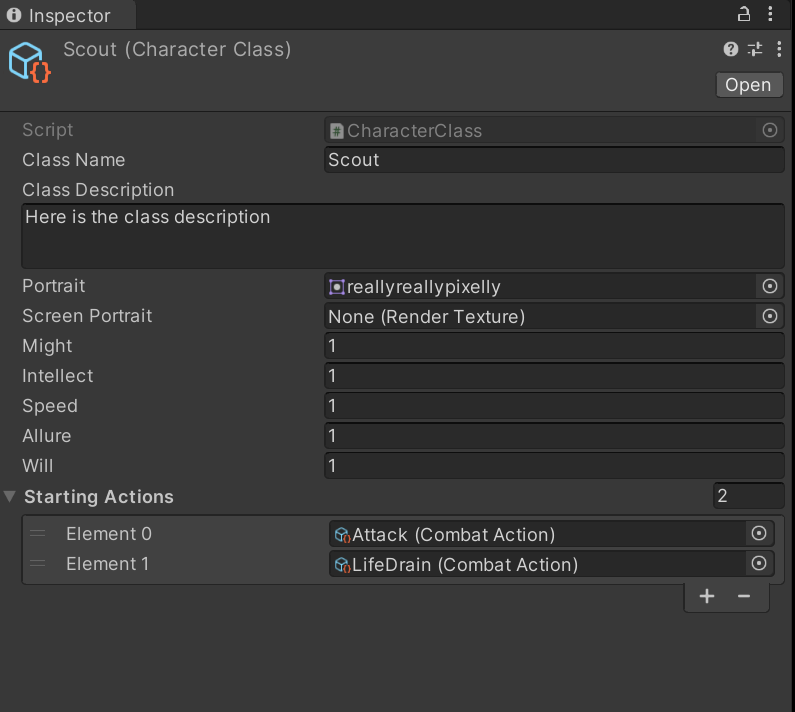 Inspector
Scout (Character Class)
Open
Script # CharacterClass
Class Name Scout
Class Description
Here is the class description
Portrait reallyreallypixelly
Screen Portrait None (Render Texture)
Might 1
Intellect 1
Speed 1
Allure 1
Will 1
Starting Actions 2
Element 0 Attack (Combat Action)
Element 1 LifeDrain (Combat Action)